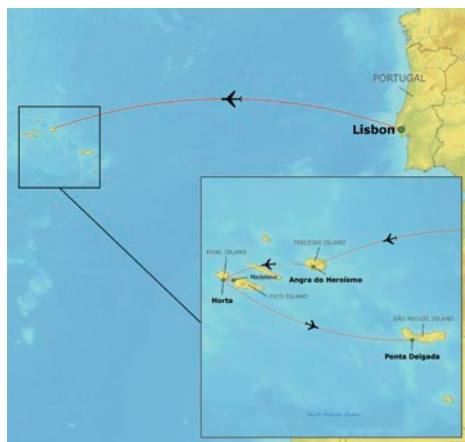 PORTUGAL
Lisbon
TERCEIRA ISLAND
FAIAL ISLAND
Madalena
Angra do Heroísmo
Horta
PICO ISLAND
SÃO MIGUEL ISLAND
Ponta Delgada
North Atlantic Ocean